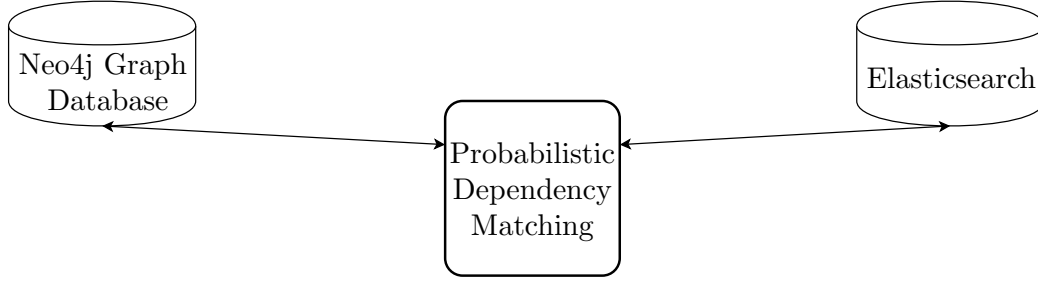 Neo4j Graph
Database
Elasticsearch
Probabilistic
Dependency
Matching